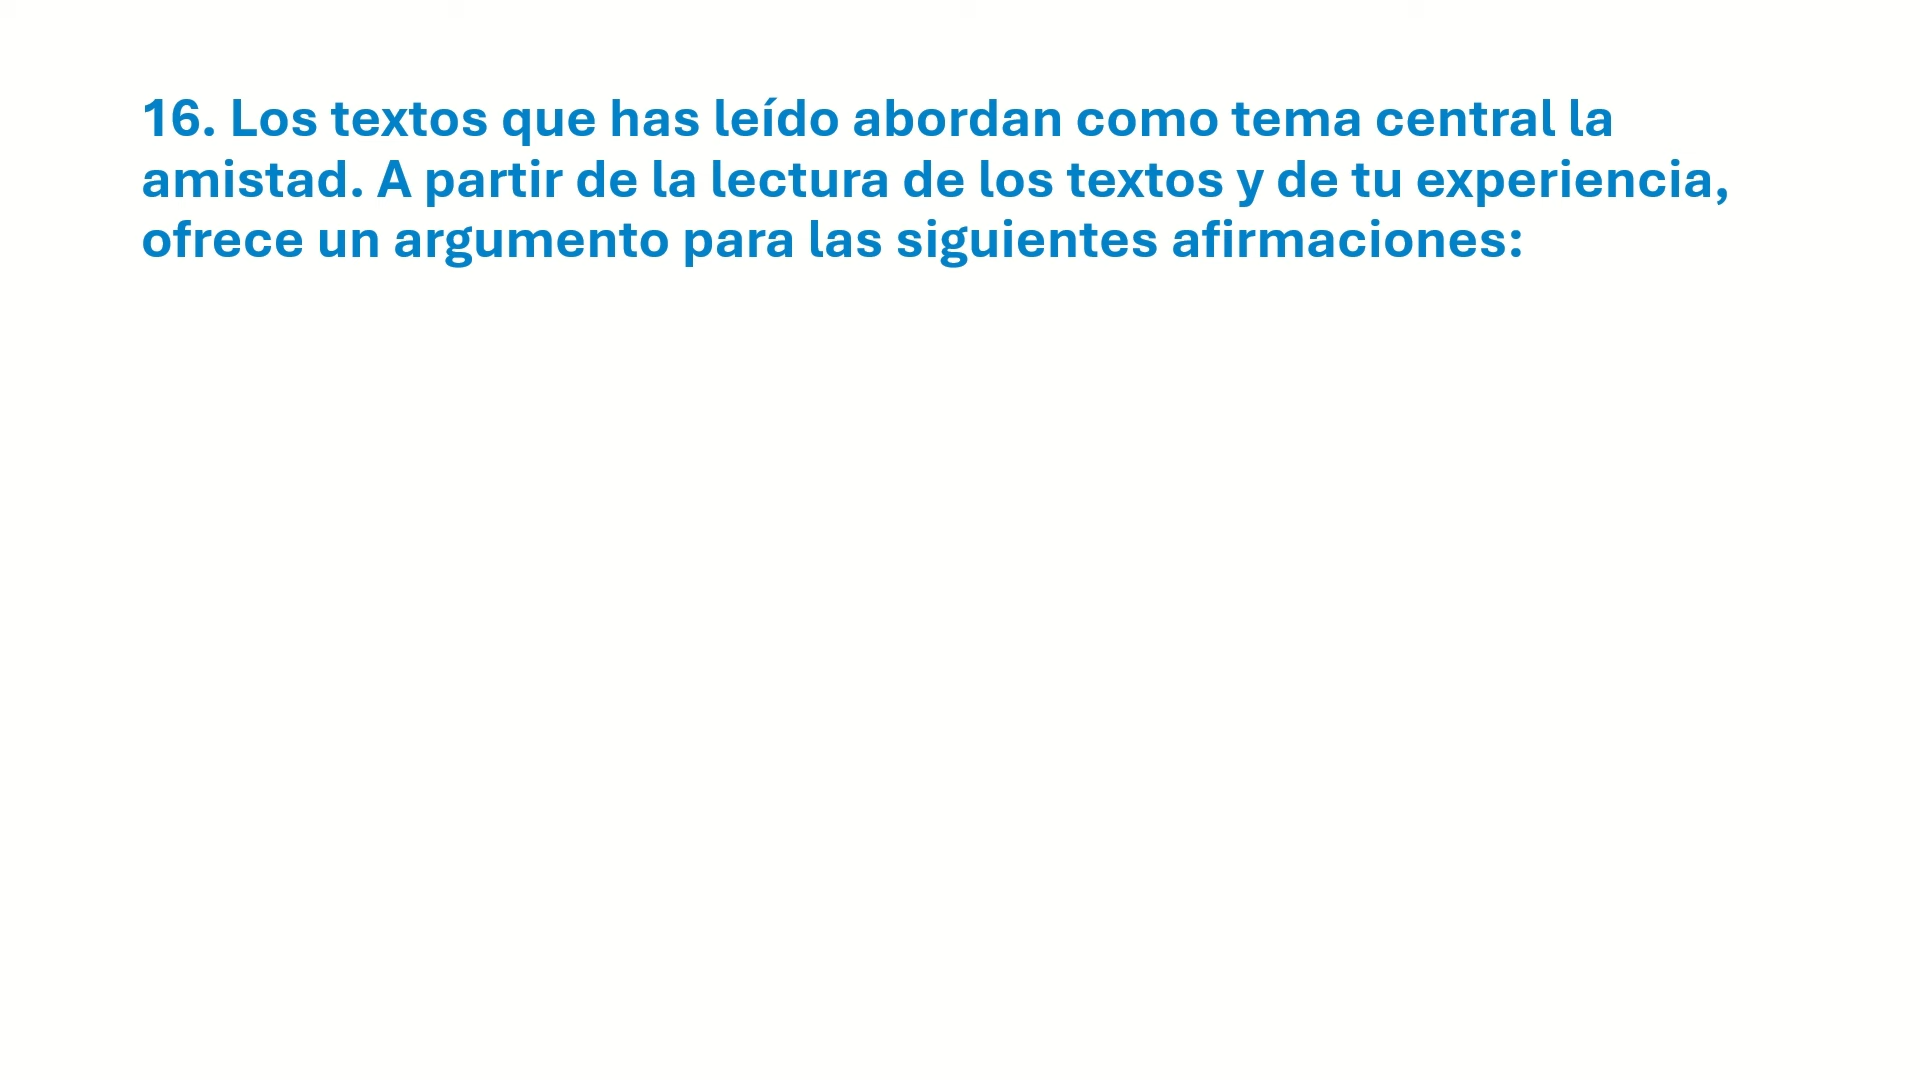 16. Los textos que has leído abordan como tema central la
amistad. A partir de la lectura de los textos y de tu experiencia,
ofrece un argumento para las siguientes afirmaciones: